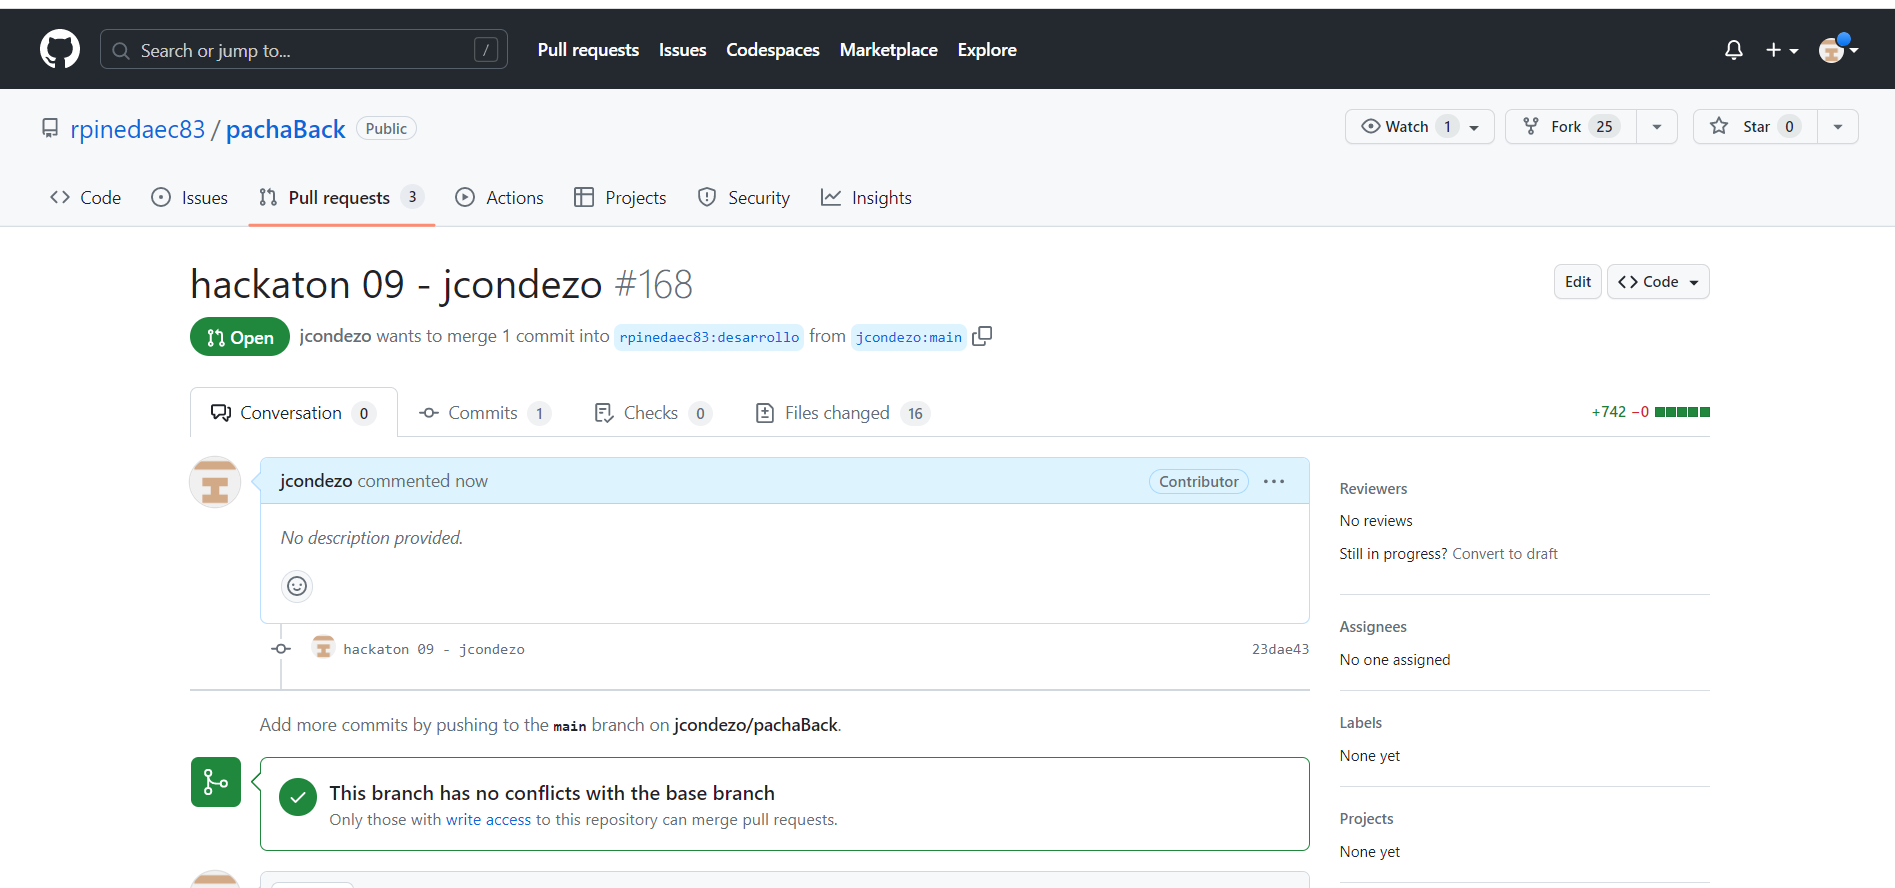 Search or jump to... /
Pull requests Issues Codespaces Marketplace Explore
rpinedaec83 / pachaBack Public
Watch 1 Fork 25 Star 0
Code Issues Pull requests 3 Actions Projects Security Insights
hackaton 09 - jcondezo #168
Edit Code
Open jcondezo wants to merge 1 commit into rpinedaec83:desarrollo from jcondezo:main
Conversation 0 Commits 1 Checks 0 Files changed 16
+742 −0
jcondezo commented now
Contributor
No description provided.
hackaton 09 - jcondezo 23dae43
Add more commits by pushing to the main branch on jcondezo/pachaBack.
This branch has no conflicts with the base branch
Only those with write access to this repository can merge pull requests.
Reviewers
No reviews
Still in progress? Convert to draft
Assignees
No one assigned
Labels
None yet
Projects
None yet